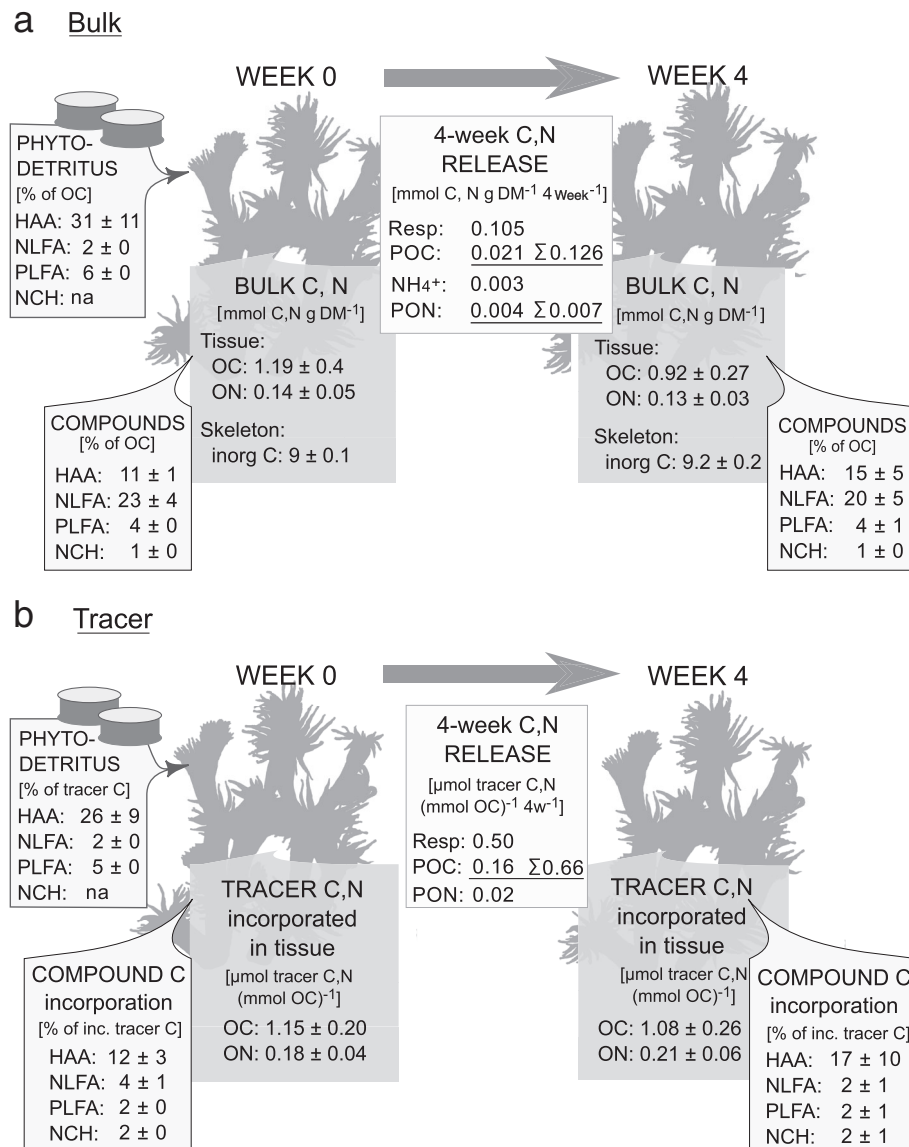 a Bulk
WEEK 0
WEEK 4
PHYTO-
DETRITUS
[% of OC]
HAA: 31 ± 11
NLFA: 2 ± 0
PLFA: 6 ± 0
NCH: na
4-week C,N
RELEASE
[mmol C, N g DM⁻¹ 4 Week⁻¹]
Resp: 0.105
POC: 0.021 Σ0.126
NH4⁺: 0.003
PON: 0.004 Σ0.007
BULK C, N
[mmol C,N g DM⁻¹]
Tissue:
OC: 1.19 ± 0.4
ON: 0.14 ± 0.05
Skeleton:
inorg C: 9 ± 0.1
BULK C, N
[mmol C,N g DM⁻¹]
Tissue:
OC: 0.92 ± 0.27
ON: 0.13 ± 0.03
Skeleton:
inorg C: 9.2 ± 0.2
COMPOUNDS
[% of OC]
HAA: 11 ± 1
NLFA: 23 ± 4
PLFA: 4 ± 0
NCH: 1 ± 0
COMPOUNDS
[% of OC]
HAA: 15 ± 5
NLFA: 20 ± 5
PLFA: 4 ± 1
NCH: 1 ± 0
b Tracer
WEEK 0
WEEK 4
PHYTO-
DETRITUS
[% of tracer C]
HAA: 26 ± 9
NLFA: 2 ± 0
PLFA: 5 ± 0
NCH: na
4-week C,N
RELEASE
[µmol tracer C,N
(mmol OC)⁻¹ 4w⁻¹]
Resp: 0.50
POC: 0.16 Σ0.66
PON: 0.02
TRACER C,N
incorporated
in tissue
[µmol tracer C,N
(mmol OC)⁻¹]
OC: 1.15 ± 0.20
ON: 0.18 ± 0.04
TRACER C,N
incorporated
in tissue
[µmol tracer C,N
(mmol OC)⁻¹]
OC: 1.08 ± 0.26
ON: 0.21 ± 0.06
COMPOUND C
incorporation
[% of inc. tracer C]
HAA: 12 ± 3
NLFA: 4 ± 1
PLFA: 2 ± 0
NCH: 2 ± 0
COMPOUND C
incorporation
[% of inc. tracer C]
HAA: 17 ± 10
NLFA: 2 ± 1
PLFA: 2 ± 1
NCH: 2 ± 1